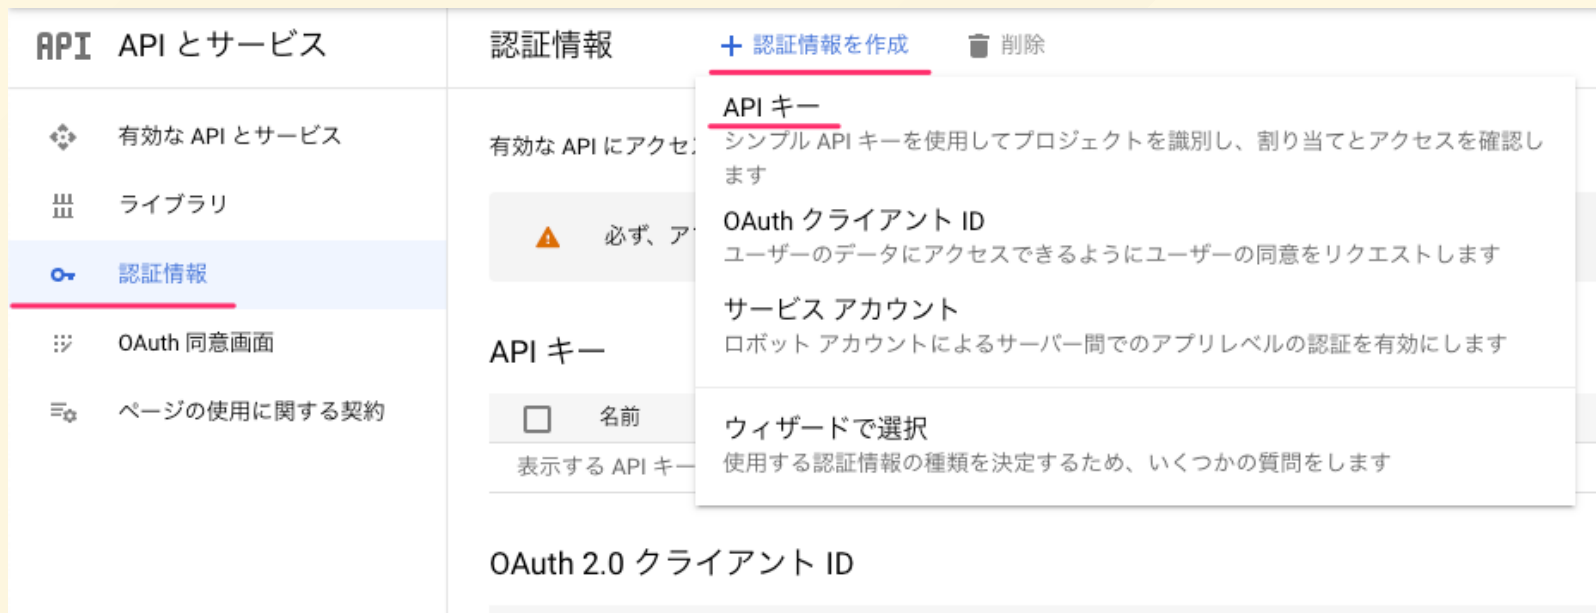 API APIとサービス
認証情報
+ 認証情報を作成
削除
有効な API とサービス
ライブラリ
認証情報
OAuth 同意画面
ページの使用に関する契約
有効な API にアクセ
必ず、ア
API キー
名前
表示する API キー
OAuth 2.0 クライアント ID
API キー
シンプル API キーを使用してプロジェクトを識別し、割り当てとアクセスを確認し
ます
OAuth クライアント ID
ユーザーのデータにアクセスできるようにユーザーの同意をリクエストします
サービス アカウント
ロボット アカウントによるサーバー間でのアプリレベルの認証を有効にします
ウィザードで選択
使用する認証情報の種類を決定するため、いくつかの質問をします